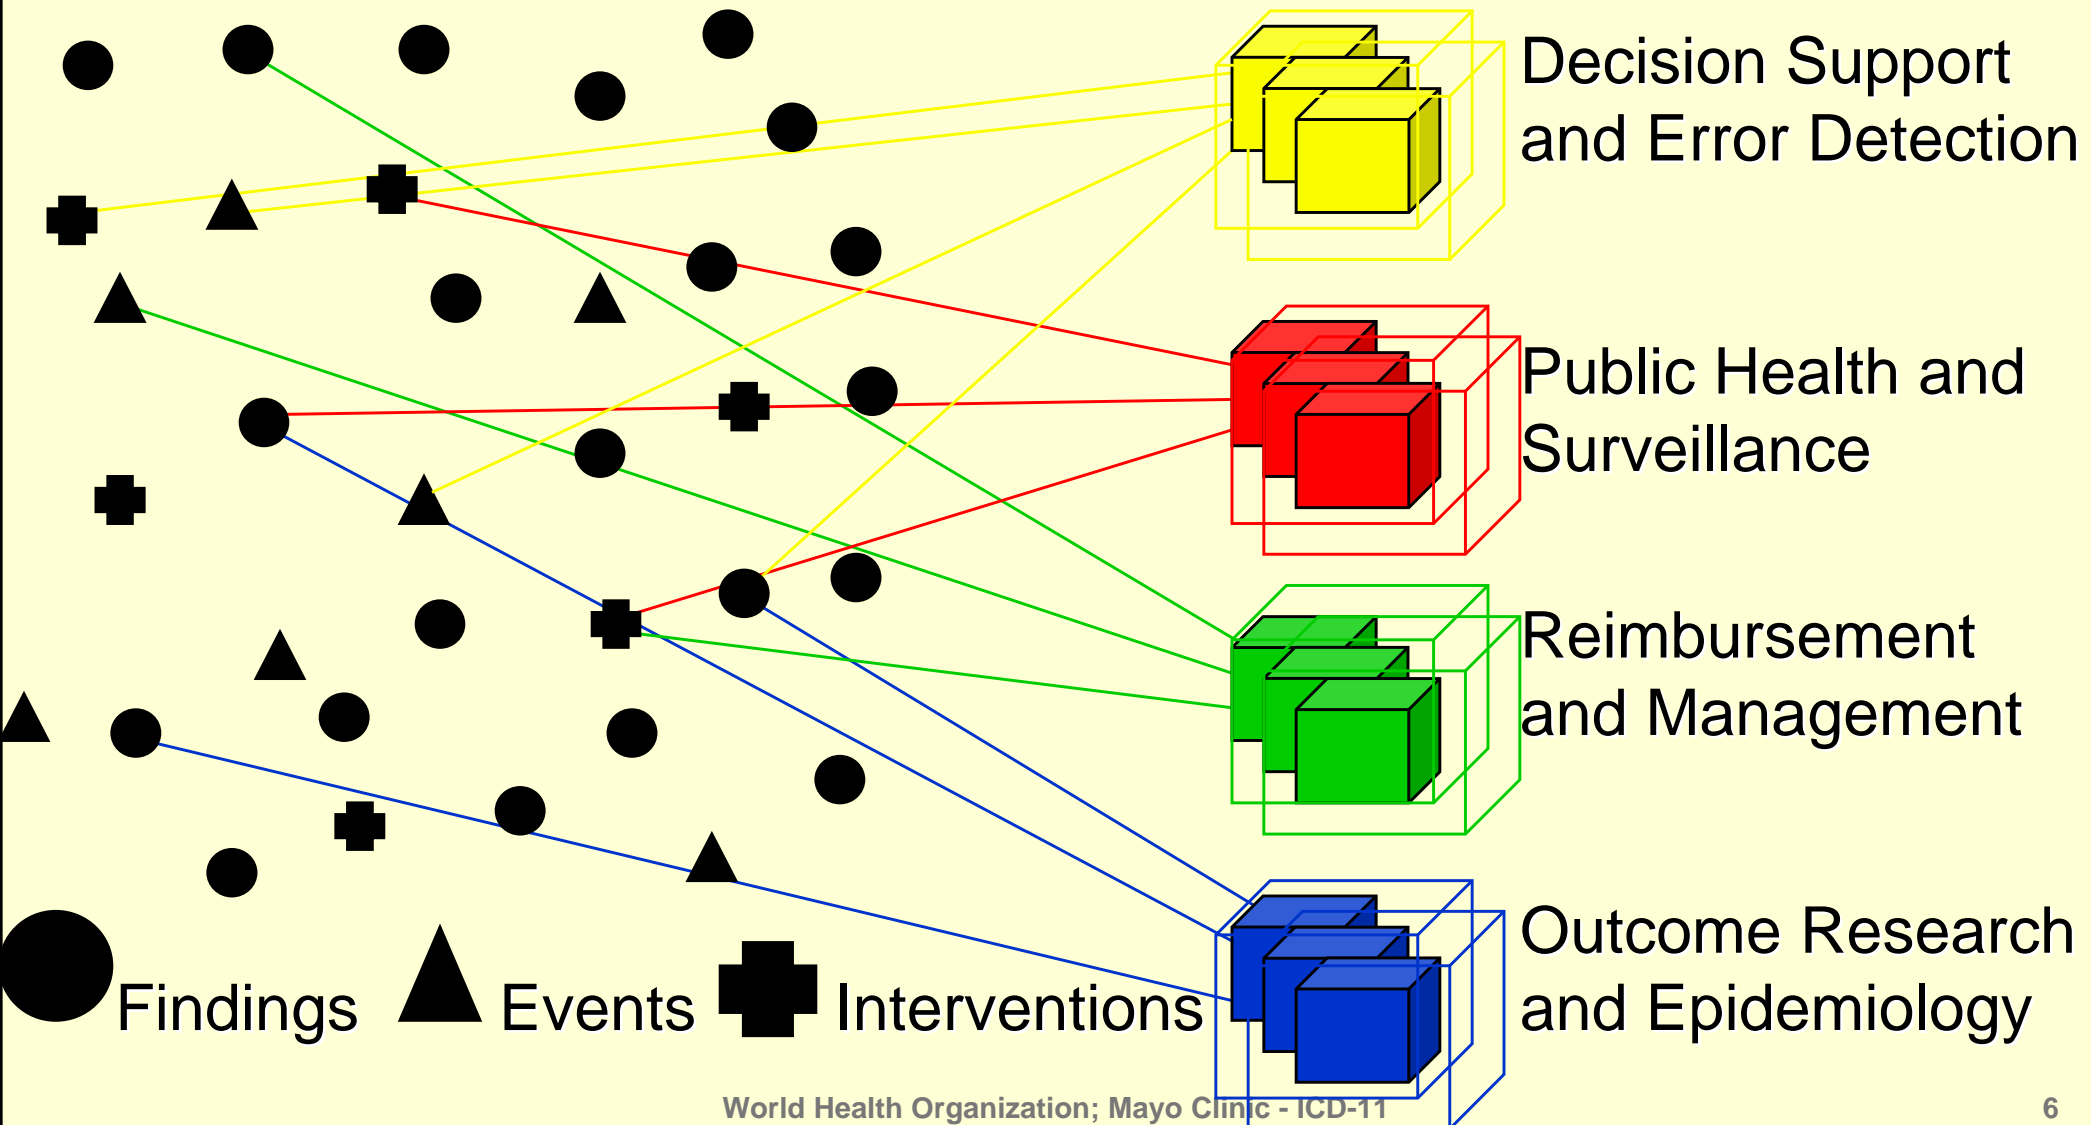 Decision Support
and Error Detection
Public Health and
Surveillance
Reimbursement
and Management
Outcome Research
and Epidemiology
Findings Events Interventions
World Health Organization; Mayo Clinic - ICD-11
6